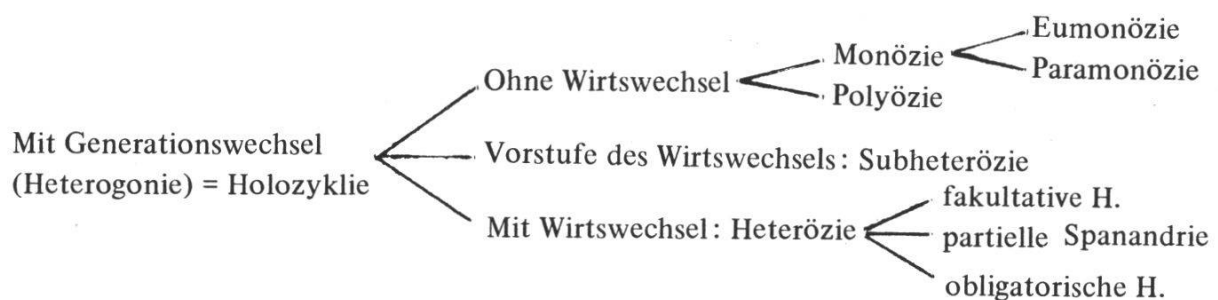 Eumonözie
Monözie
Paramonözie
Ohne Wirtswechsel
Polyözie
Mit Generationswechsel
(Heterogonie) = Holozyklie
Vorstufe des Wirtswechsels: Subheterözie
fakultative H.
Mit Wirtswechsel: Heterözie
partielle Spanandrie
obligatorische H.